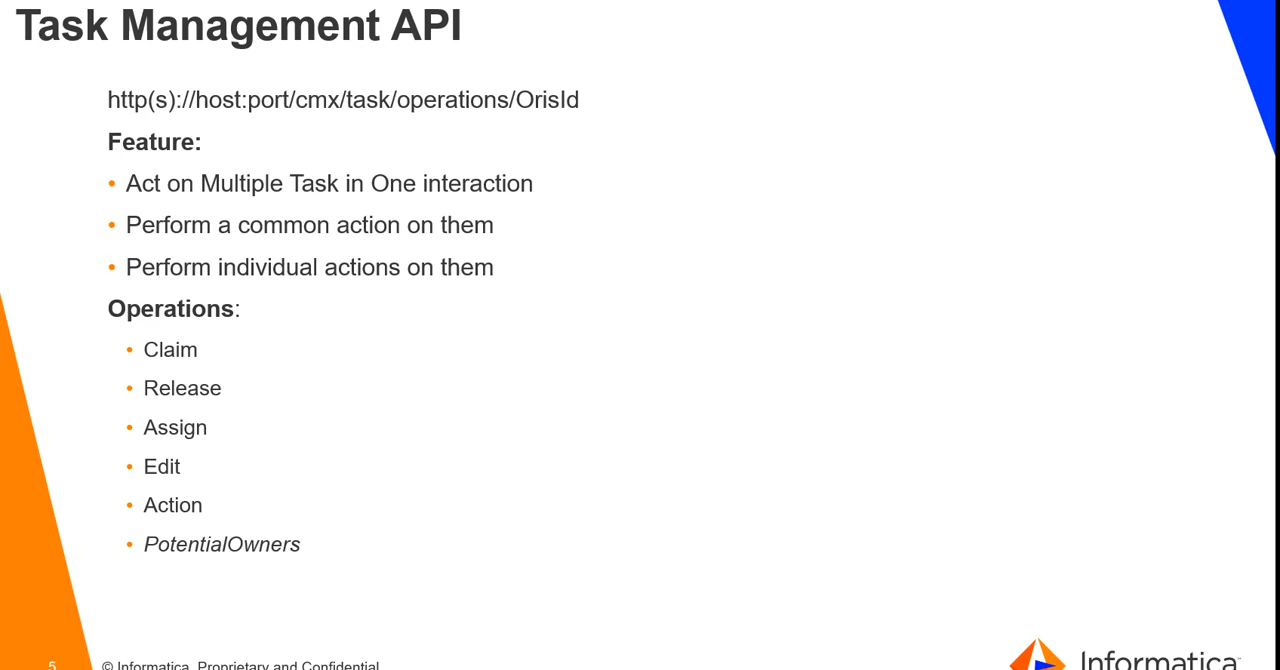 Task Management API
http(s)://host:port/cmx/task/operations/OrisId
Feature:
• Act on Multiple Task in One interaction
• Perform a common action on them
• Perform individual actions on them
Operations:
• Claim
• Release
• Assign
• Edit
• Action
• PotentialOwners
5 © Informatica. Proprietary and Confidential.
Informatica™